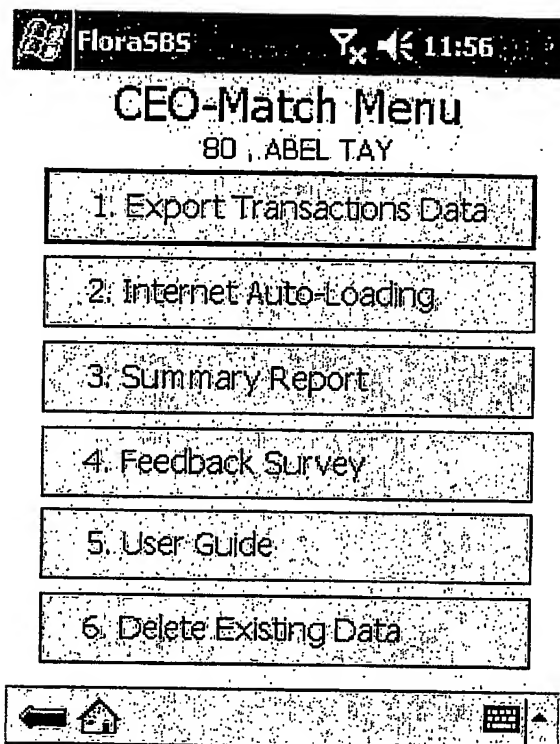 FloraSBS 11:56
CEO-Match Menu
80 , ABEL TAY
1. Export Transactions Data
2. Internet Auto-Loading
3. Summary Report
4. Feedback Survey
5. User Guide
6. Delete Existing Data